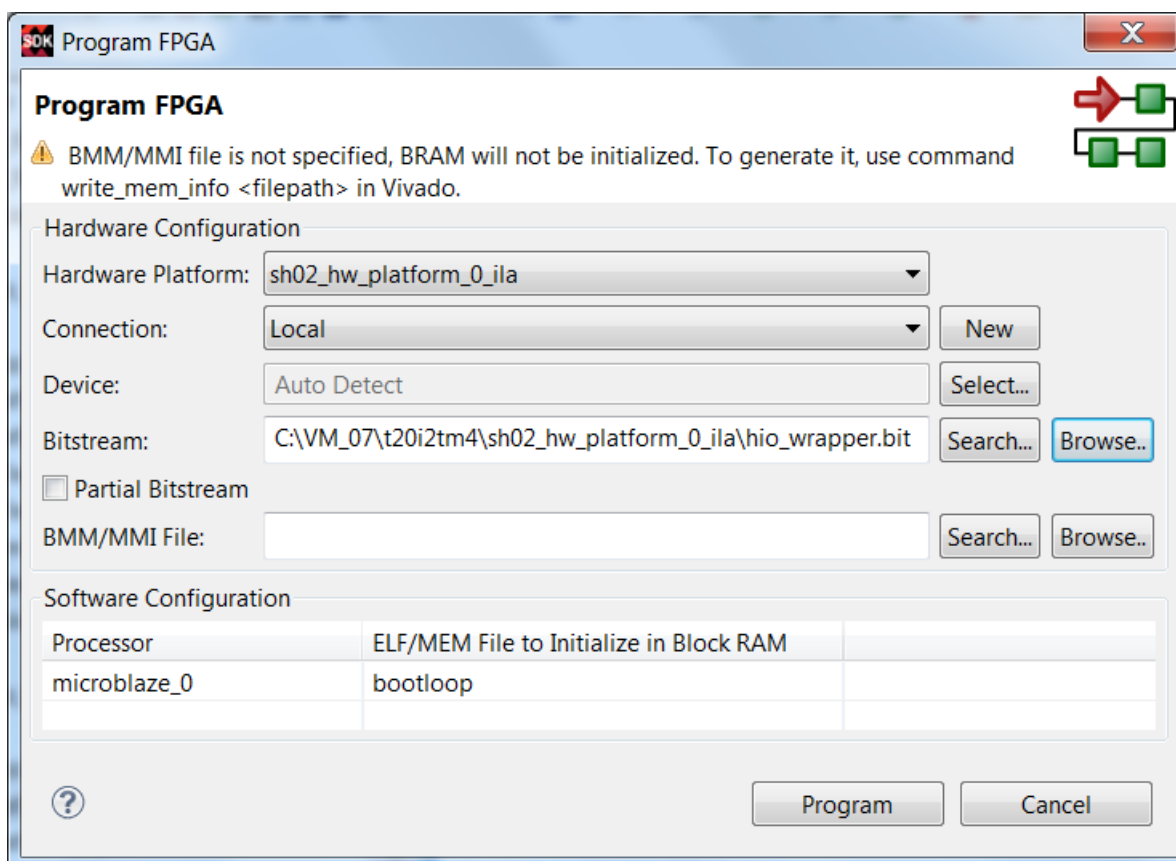 SDK Program FPGA X
Program FPGA
BMM/MMI file is not specified, BRAM will not be initialized. To generate it, use command
write_mem_info <filepath> in Vivado.
Hardware Configuration
Hardware Platform: sh02_hw_platform_0_ila
Connection: Local New
Device: Auto Detect Select...
Bitstream: C:\VM_07\t20i2tm4\sh02_hw_platform_0_ila\hio_wrapper.bit Search... Browse..
Partial Bitstream
BMM/MMI File: Search... Browse..
Software Configuration
Processor ELF/MEM File to Initialize in Block RAM
microblaze_0 bootloop
? Program Cancel